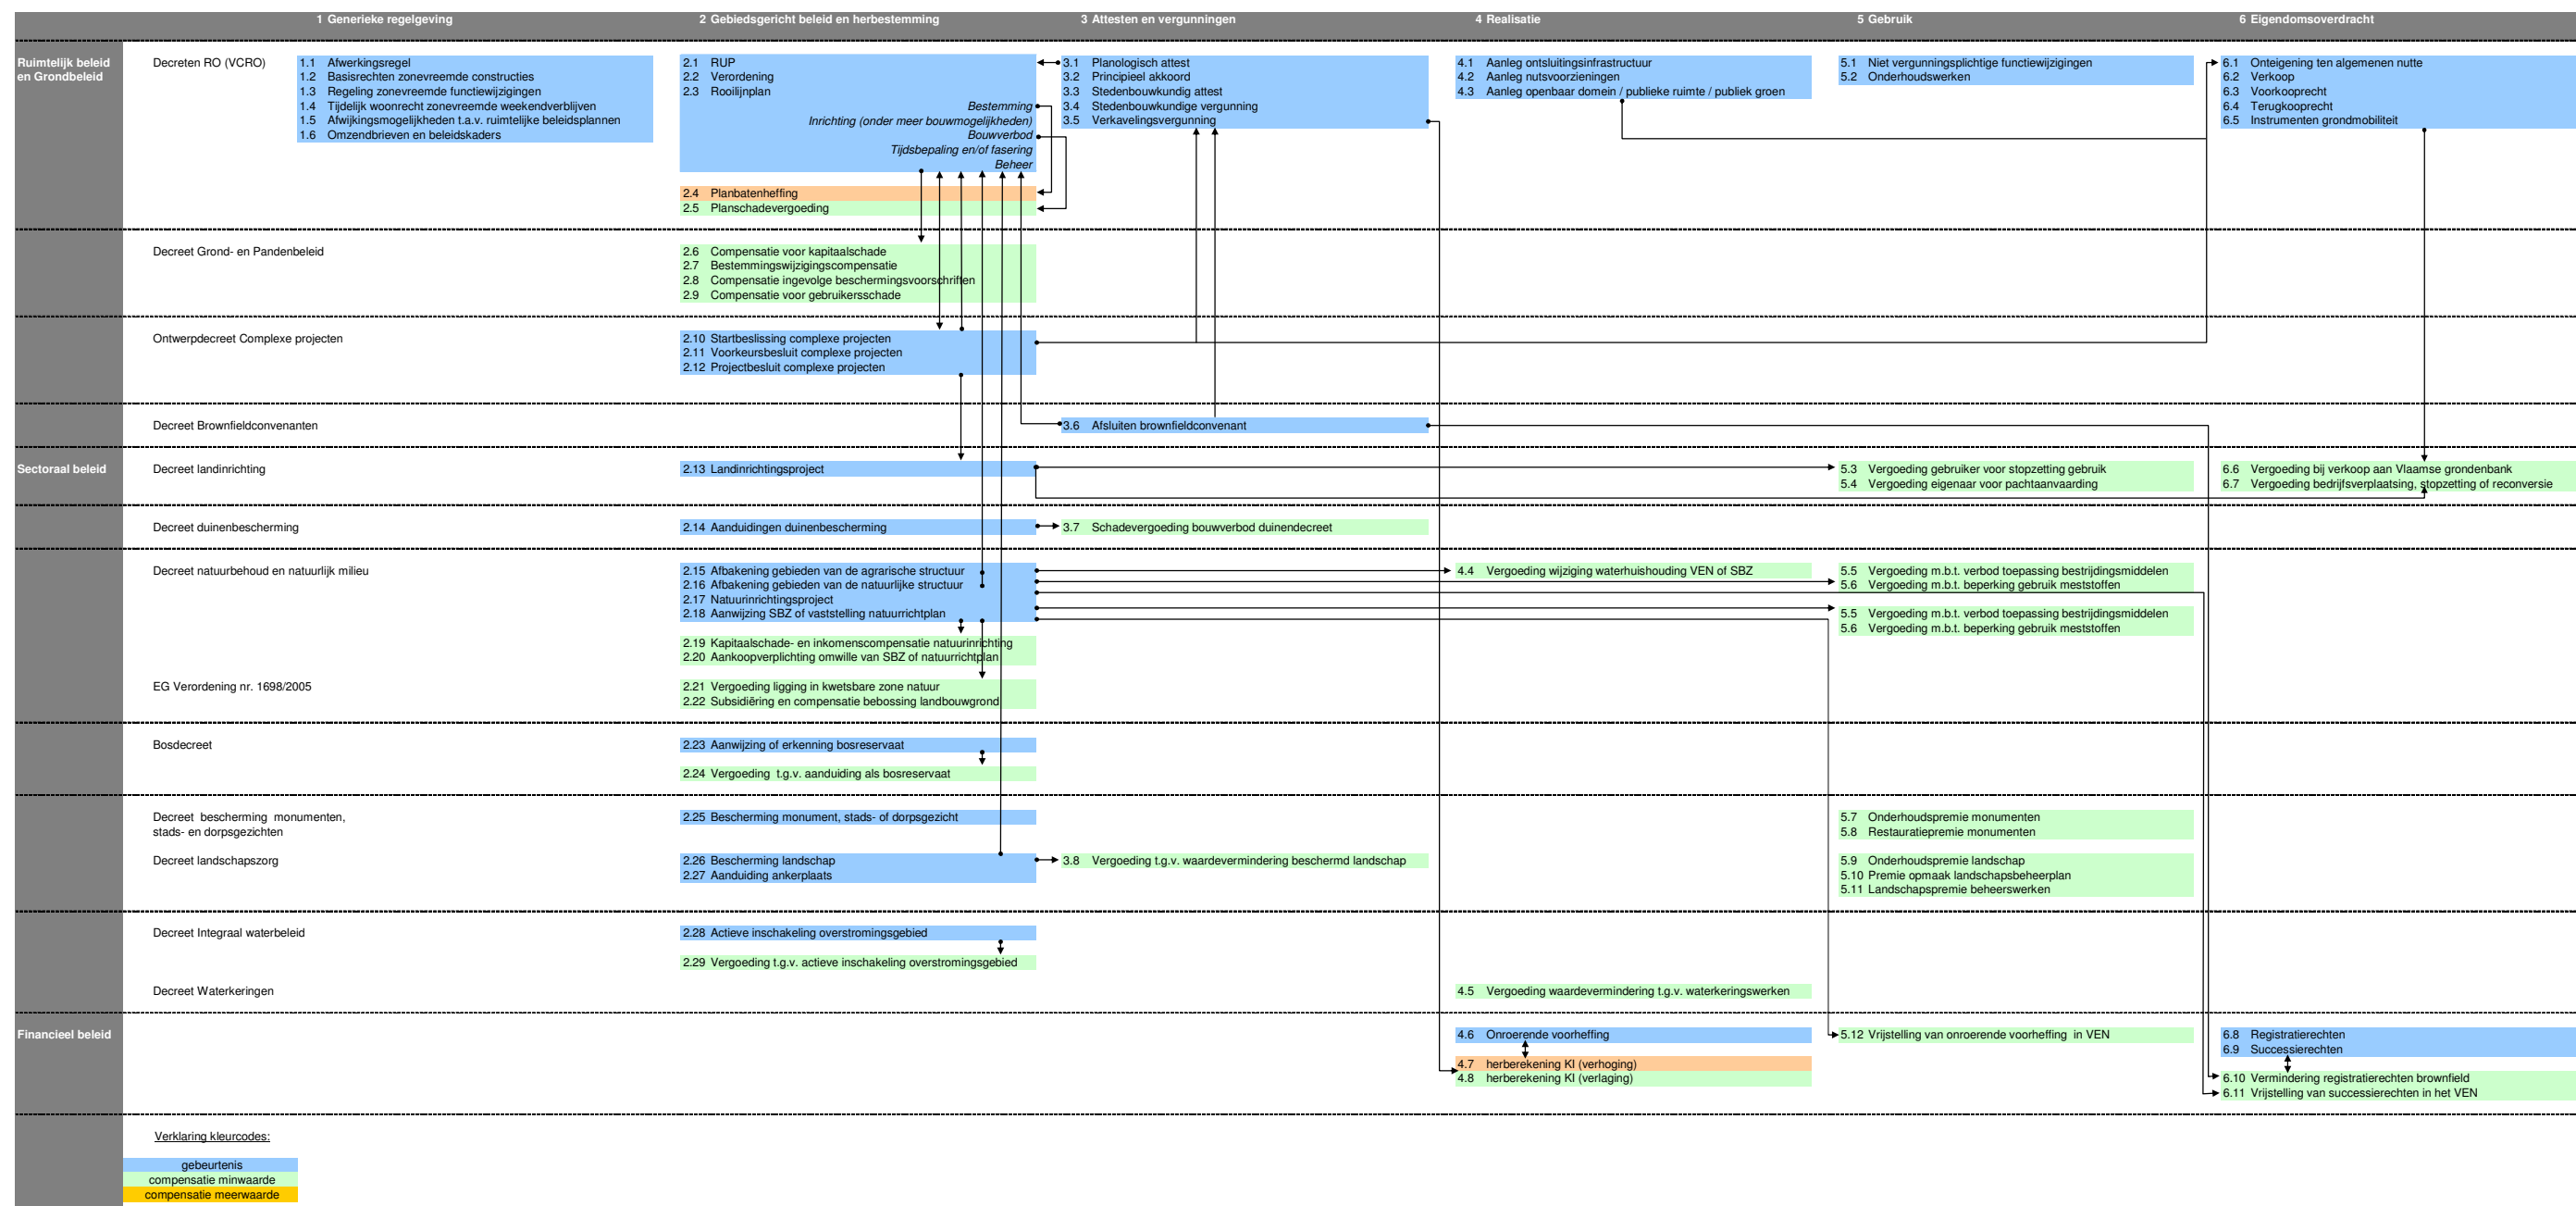 1 Generieke regelgeving
2 Gebiedsgericht beleid en herbestemming
3 Attesten en vergunningen
4 Realisatie
5 Gebruik
6 Eigendomsoverdracht
Ruimtelijk beleid
en Grondbeleid
Decreten RO (VCRO)
1.1 Afwerkingsregel
1.2 Basisrechten zonevreemde constructies
1.3 Regeling zonevreemde functiewijzigingen
1.4 Tijdelijk woonrecht zonevreemde weekendverblijven
1.5 Afwijkingsmogelijkheden t.a.v. ruimtelijke beleidsplannen
1.6 Omzendbrieven en beleidskaders
2.1 RUP
2.2 Verordening
2.3 Rooilijnplan
Bestemming
Inrichting (onder meer bouwmogelijkheden)
Bouwverbod
Tijdsbepaling en/of fasering
Beheer
2.4 Planbatenheffing
2.5 Planschadevergoeding
3.1 Planologisch attest
3.2 Principieel akkoord
3.3 Stedenbouwkundig attest
3.4 Stedenbouwkundige vergunning
3.5 Verkavelingsvergunning
4.1 Aanleg ontsluitingsinfrastructuur
4.2 Aanleg nutsvoorzieningen
4.3 Aanleg openbaar domein / publieke ruimte / publiek groen
5.1 Niet vergunningsplichtige functiewijzigingen
5.2 Onderhoudswerken
6.1 Onteigening ten algemenen nutte
6.2 Verkoop
6.3 Voorkooprecht
6.4 Terugkooprecht
6.5 Instrumenten grondmobiliteit
Decreet Grond- en Pandenbeleid
2.6 Compensatie voor kapitaalschade
2.7 Bestemmingswijzigingscompensatie
2.8 Compensatie ingevolge beschermingsvoorschriften
2.9 Compensatie voor gebruikersschade
Ontwerpdecreet Complexe projecten
2.10 Startbeslissing complexe projecten
2.11 Voorkeursbesluit complexe projecten
2.12 Projectbesluit complexe projecten
Decreet Brownfieldconvenanten
3.6 Afsluiten brownfieldconvenant
Sectoraal beleid
Decreet landinrichting
2.13 Landinrichtingsproject
5.3 Vergoeding gebruiker voor stopzetting gebruik
5.4 Vergoeding eigenaar voor pachtaanvaarding
6.6 Vergoeding bij verkoop aan Vlaamse grondenbank
6.7 Vergoeding bedrijfsverplaatsing, stopzetting of reconversie
Decreet duinenbescherming
2.14 Aanduidingen duinenbescherming
3.7 Schadevergoeding bouwverbod duinendecreet
Decreet natuurbehoud en natuurlijk milieu
2.15 Afbakening gebieden van de agrarische structuur
2.16 Afbakening gebieden van de natuurlijke structuur
2.17 Natuurinrichtingsproject
2.18 Aanwijzing SBZ of vaststelling natuurrichtplan
2.19 Kapitaalschade- en inkomenscompensatie natuurinrichting
2.20 Aankoopverplichting omwille van SBZ of natuurrichtplan
4.4 Vergoeding wijziging waterhuishouding VEN of SBZ
5.5 Vergoeding m.b.t. verbod toepassing bestrijdingsmiddelen
5.6 Vergoeding m.b.t. beperking gebruik meststoffen
5.5 Vergoeding m.b.t. verbod toepassing bestrijdingsmiddelen
5.6 Vergoeding m.b.t. beperking gebruik meststoffen
EG Verordening nr. 1698/2005
2.21 Vergoeding ligging in kwetsbare zone natuur
2.22 Subsidiëring en compensatie bebossing landbouwgrond
Bosdecreet
2.23 Aanwijzing of erkenning bosreservaat
2.24 Vergoeding t.g.v. aanduiding als bosreservaat
Decreet bescherming monumenten,
stads- en dorpsgezichten
2.25 Bescherming monument, stads- of dorpsgezicht
5.7 Onderhoudspremie monumenten
5.8 Restauratiepremie monumenten
Decreet landschapszorg
2.26 Bescherming landschap
2.27 Aanduiding ankerplaats
3.8 Vergoeding t.g.v. waardevermindering beschermd landschap
5.9 Onderhoudspremie landschap
5.10 Premie opmaak landschapsbeheerplan
5.11 Landschapspremie beheerswerken
Decreet Integraal waterbeleid
2.28 Actieve inschakeling overstromingsgebied
2.29 Vergoeding t.g.v. actieve inschakeling overstromingsgebied
Decreet Waterkeringen
4.5 Vergoeding waardevermindering t.g.v. waterkeringswerken
Financieel beleid
4.6 Onroerende voorheffing
4.7 herberekening KI (verhoging)
4.8 herberekening KI (verlaging)
5.12 Vrijstelling van onroerende voorheffing in VEN
6.8 Registratierechten
6.9 Successierechten
6.10 Vermindering registratierechten brownfield
6.11 Vrijstelling van successierechten in het VEN
Verklaring kleurcodes:
gebeurtenis
compensatie minwaarde
compensatie meerwaarde